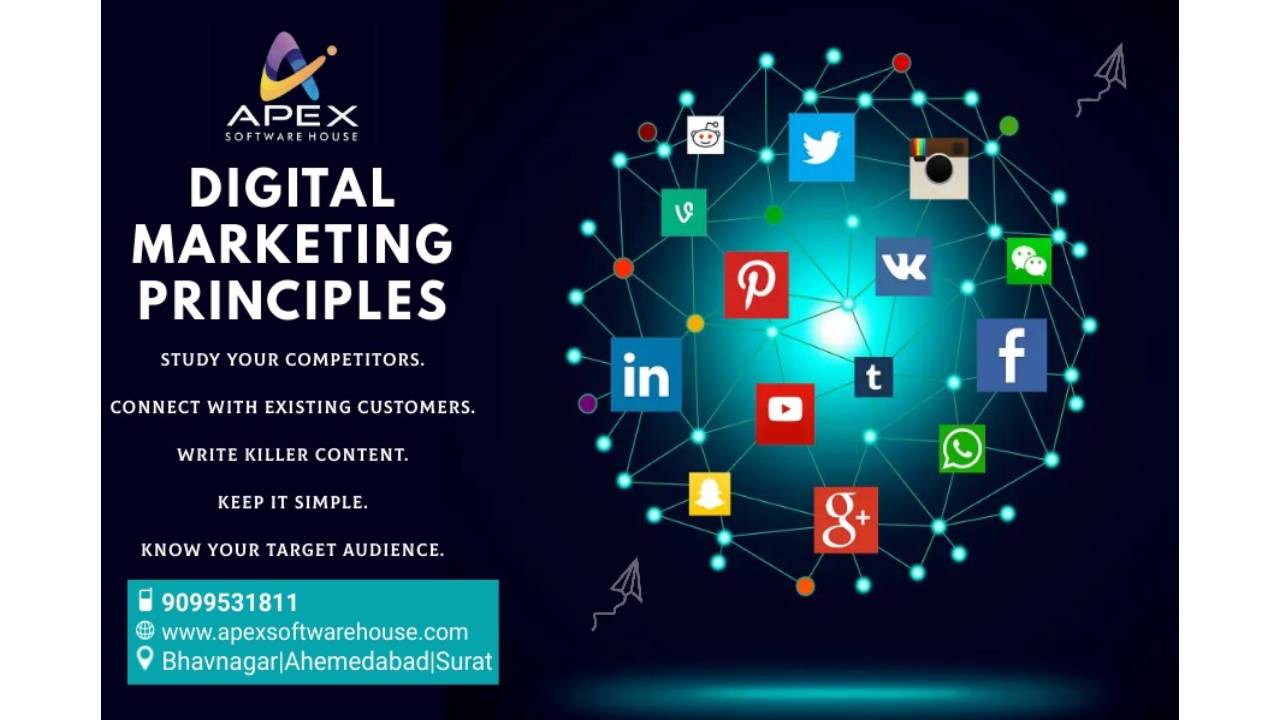 APEX
SOFTWARE HOUSE
DIGITAL
MARKETING
PRINCIPLES
STUDY YOUR COMPETITORS.
CONNECT WITH EXISTING CUSTOMERS.
WRITE KILLER CONTENT.
KEEP IT SIMPLE.
KNOW YOUR TARGET AUDIENCE.
9099531811
www.apexsoftwarehouse.com
Bhavnagar|Ahemedabad|Surat
in
t
f
g+